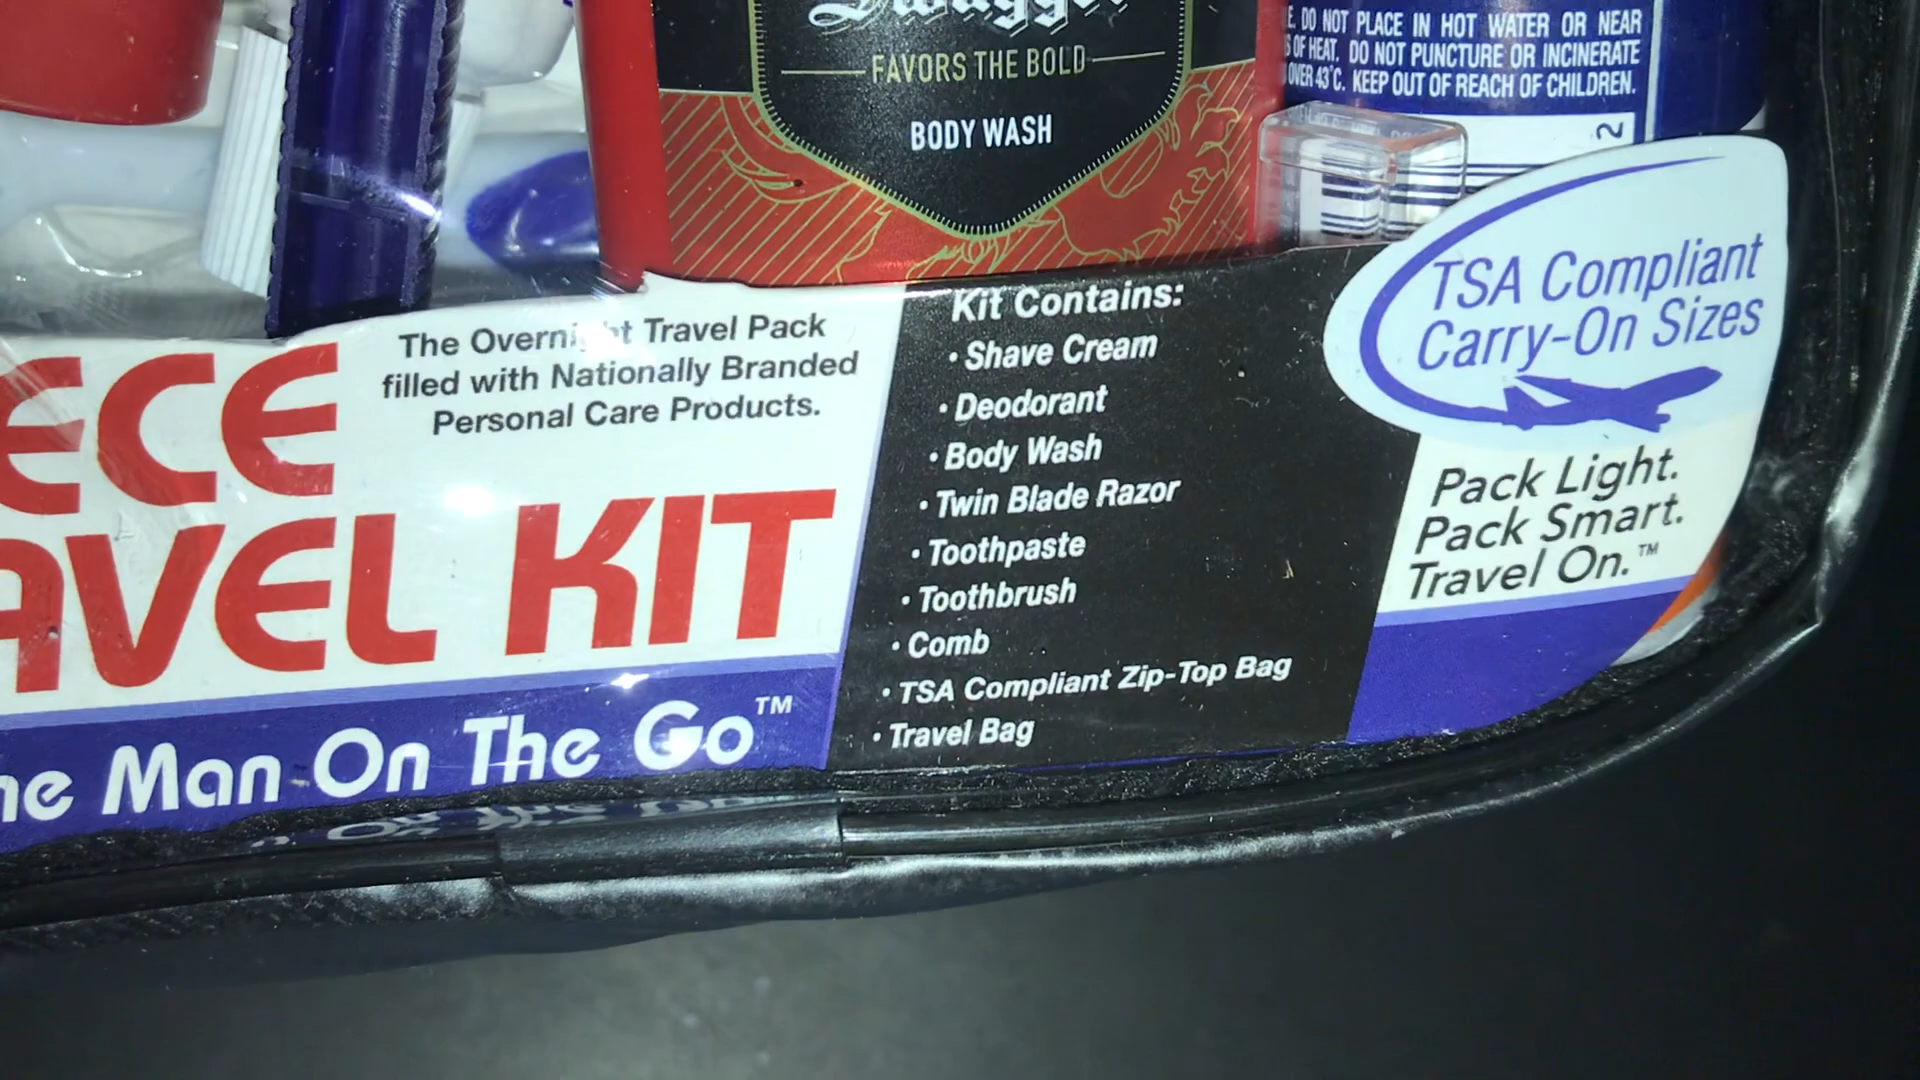 Swagger
FAVORS THE BOLD
BODY WASH
E. DO NOT PLACE IN HOT WATER OR NEAR
S OF HEAT. DO NOT PUNCTURE OR INCINERATE
OVER 43°C. KEEP OUT OF REACH OF CHILDREN.
2
ECE
AVEL KIT
The Overnight Travel Pack
filled with Nationally Branded
Personal Care Products.
ne Man On The Go™
Kit Contains:
• Shave Cream
• Deodorant
• Body Wash
• Twin Blade Razor
• Toothpaste
• Toothbrush
• Comb
• TSA Compliant Zip-Top Bag
• Travel Bag
TSA Compliant
Carry-On Sizes
Pack Light.
Pack Smart.
Travel On.™